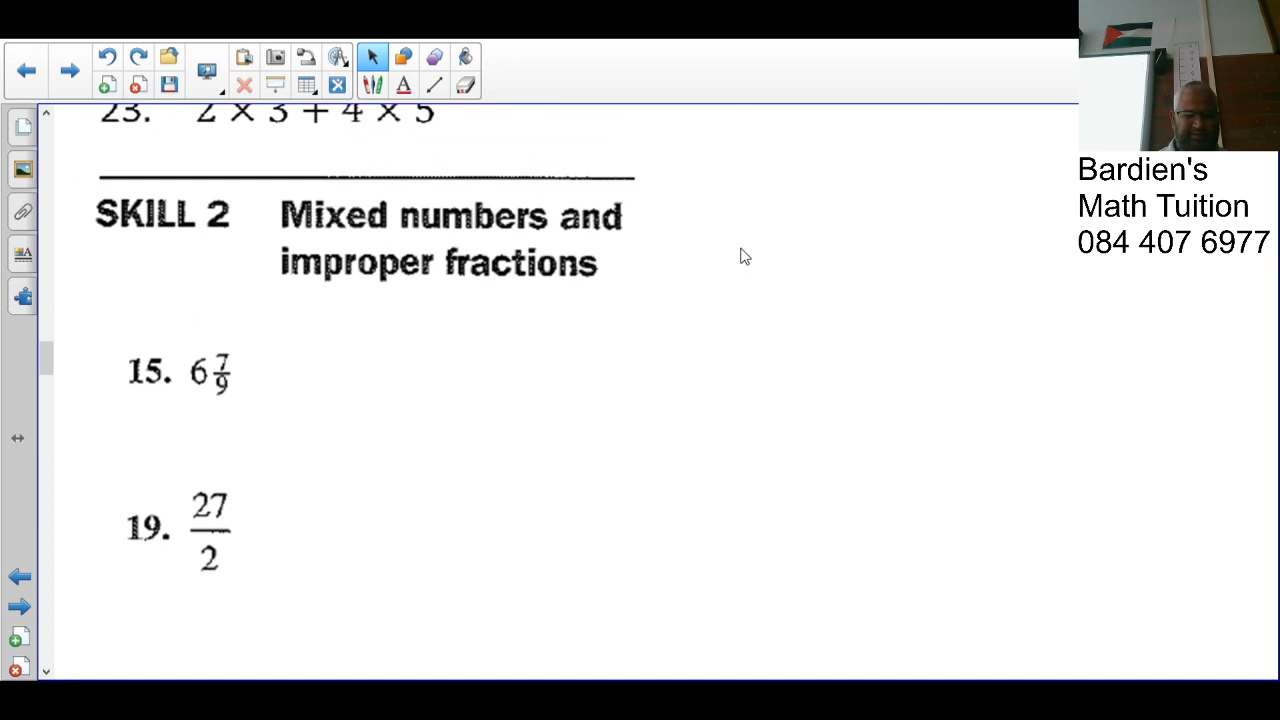 23. 2 × 3 + 4 × 5
SKILL 2 Mixed numbers and
improper fractions
15. 6 7/9
19. 27/2
Bardien's
Math Tuition
084 407 6977